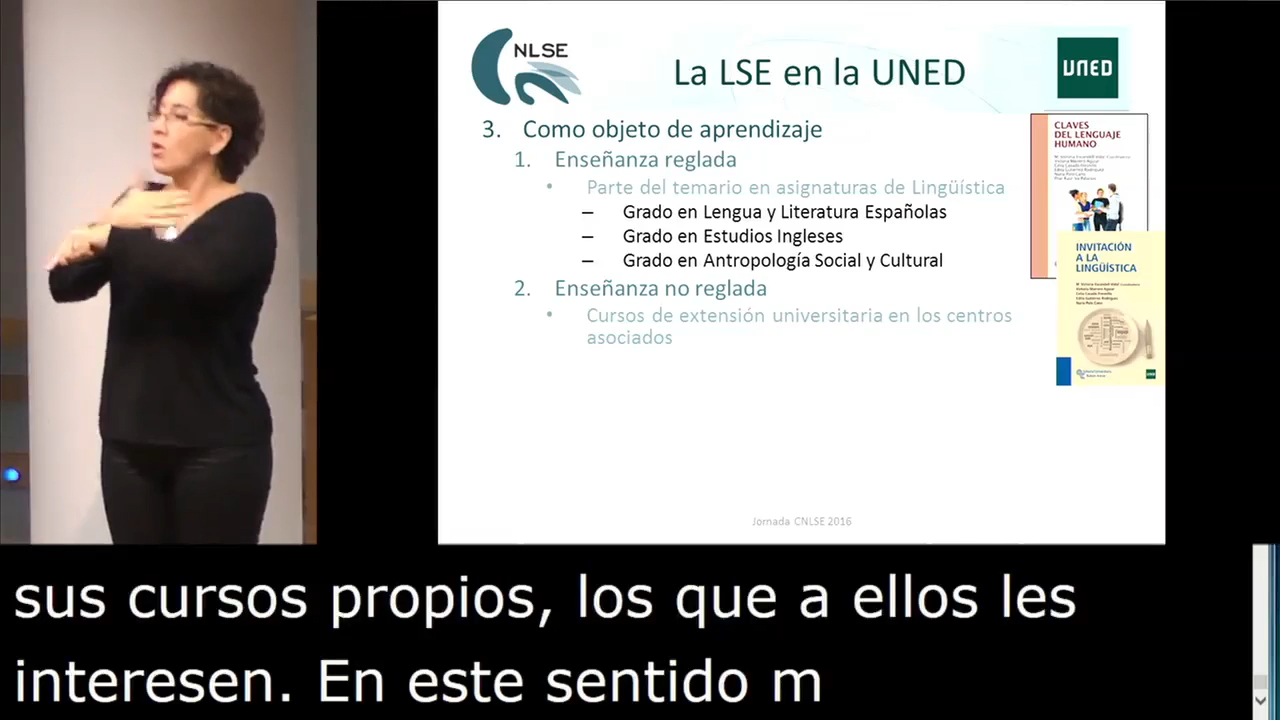 CNLSE
La LSE en la UNED
UNED
3. Como objeto de aprendizaje
1. Enseñanza reglada
• Parte del temario en asignaturas de Lingüística
– Grado en Lengua y Literatura Españolas
– Grado en Estudios Ingleses
– Grado en Antropología Social y Cultural
2. Enseñanza no reglada
• Cursos de extensión universitaria en los centros
asociados
CLAVES
DEL LENGUAJE
HUMANO
INVITACIÓN
A LA
LINGÜÍSTICA
UNED
Jornada CNLSE 2016
sus cursos propios, los que a ellos les
interesen. En este sentido m